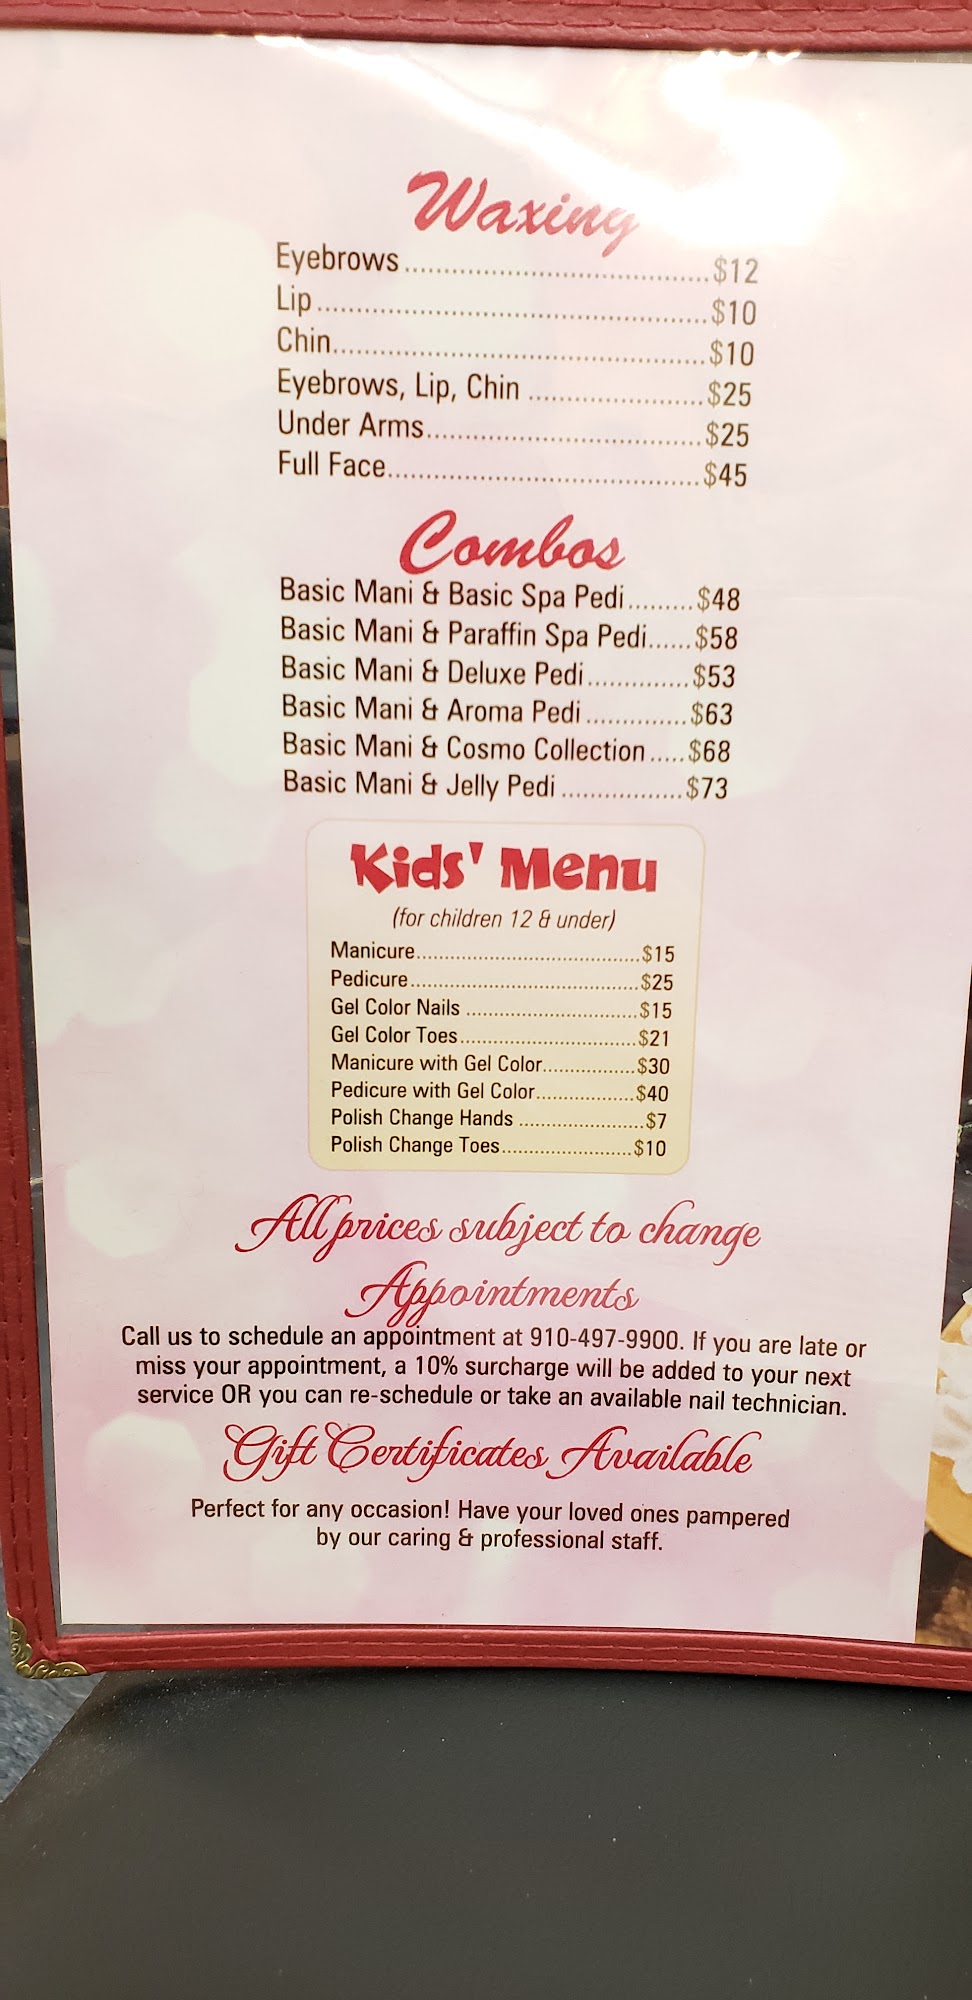 Waxing
Eyebrows.......................................$12
Lip..................................................$10
Chin................................................$10
Eyebrows, Lip, Chin .......................$25
Under Arms...................................$25
Full Face........................................$45
Combos
Basic Mani & Basic Spa Pedi.........$48
Basic Mani & Paraffin Spa Pedi......$58
Basic Mani & Deluxe Pedi..............$53
Basic Mani & Aroma Pedi ..............$63
Basic Mani & Cosmo Collection .....$68
Basic Mani & Jelly Pedi .................$73
Kids' Menu
(for children 12 & under)
Manicure........................................$15
Pedicure.........................................$25
Gel Color Nails ...............................$15
Gel Color Toes................................$21
Manicure with Gel Color.................$30
Pedicure with Gel Color..................$40
Polish Change Hands .......................$7
Polish Change Toes........................$10
All prices subject to change
Appointments
Call us to schedule an appointment at 910-497-9900. If you are late or
miss your appointment, a 10% surcharge will be added to your next
service OR you can re-schedule or take an available nail technician.
Gift Certificates Available
Perfect for any occasion! Have your loved ones pampered
by our caring & professional staff.